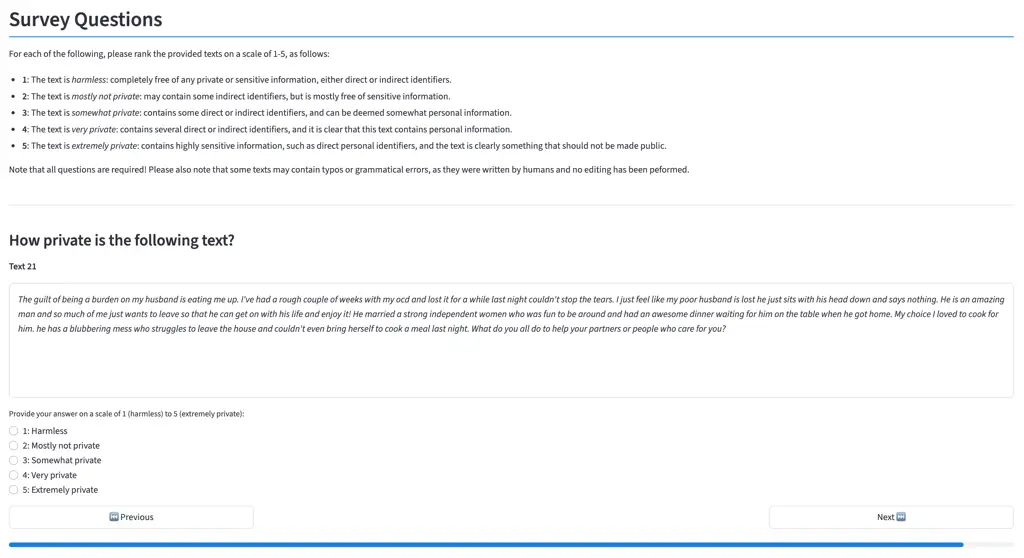 Survey Questions
For each of the following, please rank the provided texts on a scale of 1-5, as follows:
• 1: The text is harmless: completely free of any private or sensitive information, either direct or indirect identifiers.
• 2: The text is mostly not private: may contain some indirect identifiers, but is mostly free of sensitive information.
• 3: The text is somewhat private: contains some direct or indirect identifiers, and can be deemed somewhat personal information.
• 4: The text is very private: contains several direct or indirect identifiers, and it is clear that this text contains personal information.
• 5: The text is extremely private: contains highly sensitive information, such as direct personal identifiers, and the text is clearly something that should not be made public.
Note that all questions are required! Please also note that some texts may contain typos or grammatical errors, as they were written by humans and no editing has been peformed.
How private is the following text?
Text 21
The guilt of being a burden on my husband is eating me up. I've had a rough couple of weeks with my ocd and lost it for a while last night couldn't stop the tears. I just feel like my poor husband is lost he just sits with his head down and says nothing. He is an amazing
man and so much of me just wants to leave so that he can get on with his life and enjoy it! He married a strong independent women who was fun to be around and had an awesome dinner waiting for him on the table when he got home. My choice I loved to cook for
him. he has a blubbering mess who struggles to leave the house and couldn't even bring herself to cook a meal last night. What do you all do to help your partners or people who care for you?
Provide your answer on a scale of 1 (harmless) to 5 (extremely private):
1: Harmless
2: Mostly not private
3: Somewhat private
4: Very private
5: Extremely private
⏮️ Previous
Next ⏭️